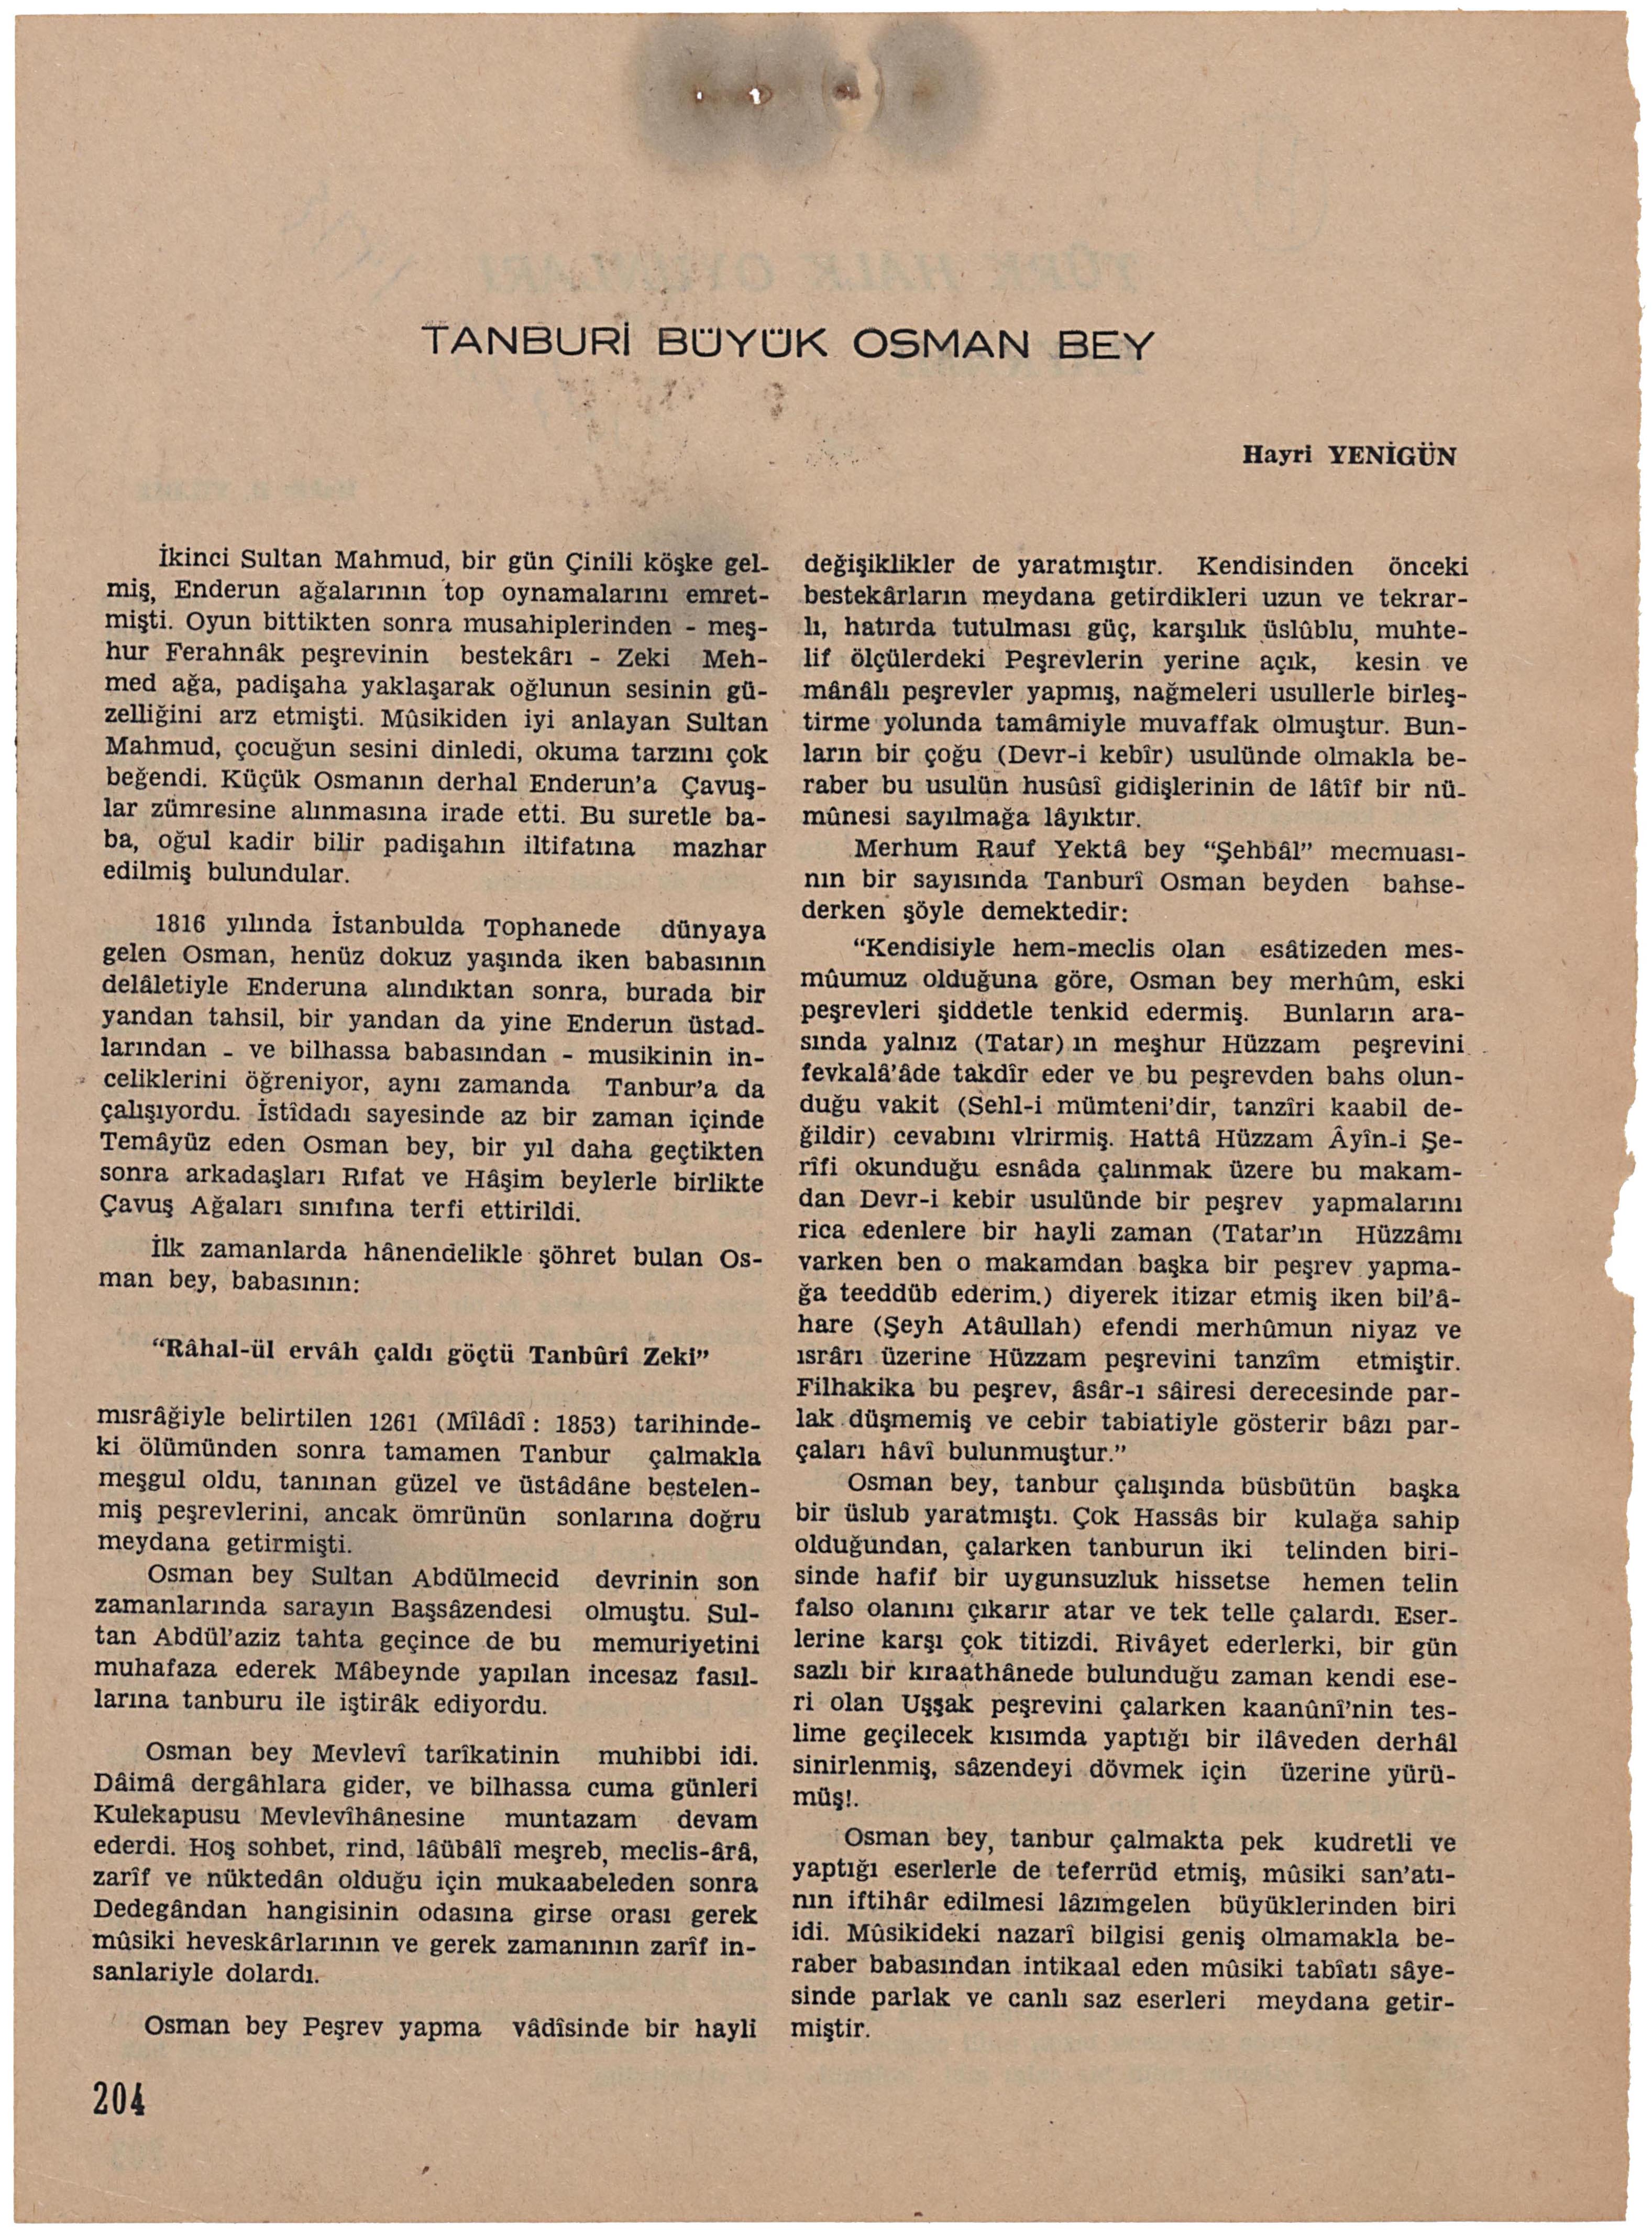 TANBURİ BÜYÜK OSMAN BEY
Hayri YENİGÜN
İkinci Sultan Mahmud, bir gün Çinili köşke gel-
miş, Enderun ağalarının top oynamalarını emret-
mişti. Oyun bittikten sonra musahiplerinden - meş-
hur Ferahnâk peşrevinin bestekârı - Zeki Meh-
med ağa, padişaha yaklaşarak oğlunun sesinin gü-
zelliğini arz etmişti. Mûsikiden iyi anlayan Sultan
Mahmud, çocuğun sesini dinledi, okuma tarzını çok
beğendi. Küçük Osmanın derhal Enderun'a Çavuş-
lar zümresine alınmasına irade etti. Bu suretle ba-
ba, oğul kadir bilir padişahın iltifatına mazhar
edilmiş bulundular.
1816 yılında İstanbulda Tophanede dünyaya
gelen Osman, henüz dokuz yaşında iken babasının
delâletiyle Enderuna alındıktan sonra, burada bir
yandan tahsil, bir yandan da yine Enderun üstad-
larından - ve bilhassa babasından - musikinin in-
celiklerini öğreniyor, aynı zamanda Tanbur'a da
çalışıyordu. İstîdadı sayesinde az bir zaman içinde
Temâyüz eden Osman bey, bir yıl daha geçtikten
sonra arkadaşları Rıfat ve Hâşim beylerle birlikte
Çavuş Ağaları sınıfına terfi ettirildi.
İlk zamanlarda hânendelikle şöhret bulan Os-
man bey, babasının:
“Râhal-ül ervâh çaldı göçtü Tanbûrî Zeki”
mısrâğiyle belirtilen 1261 (Mîlâdî: 1853) tarihinde-
ki ölümünden sonra tamamen Tanbur çalmakla
meşgul oldu, tanınan güzel ve üstâdâne bestelen-
miş peşrevlerini, ancak ömrünün sonlarına doğru
meydana getirmişti.
Osman bey Sultan Abdülmecid devrinin son
zamanlarında sarayın Başsâzendesi olmuştu. Sul-
tan Abdül'aziz tahta geçince de bu memuriyetini
muhafaza ederek Mâbeynde yapılan incesaz fasıl-
larına tanburu ile iştirâk ediyordu.
Osman bey Mevlevî tarîkatinin muhibbi idi.
Dâimâ dergâhlara gider, ve bilhassa cuma günleri
Kulekapusu Mevlevîhânesine muntazam devam
ederdi. Hoş sohbet, rind, lâübâlî meşreb, meclis-ârâ,
zarîf ve nüktedân olduğu için mukaabeleden sonra
Dedegândan hangisinin odasına girse orası gerek
mûsiki heveskârlarının ve gerek zamanının zarîf in-
sanlariyle dolardı.
Osman bey Peşrev yapma vâdîsinde bir hayli
204
değişiklikler de yaratmıştır. Kendisinden önceki
bestekârların meydana getirdikleri uzun ve tekrar-
lı, hatırda tutulması güç, karşılık üslûblu, muhte-
lif ölçülerdeki Peşrevlerin yerine açık, kesin ve
mânâlı peşrevler yapmış, nağmeleri usullerle birleş-
tirme yolunda tamâmiyle muvaffak olmuştur. Bun-
ların bir çoğu (Devr-i kebîr) usulünde olmakla be-
raber bu usulün husûsî gidişlerinin de lâtîf bir nü-
mûnesi sayılmağa lâyıktır.
Merhum Rauf Yektâ bey “Şehbâl” mecmuası-
nın bir sayısında Tanburî Osman beyden bahse-
derken şöyle demektedir:
“Kendisiyle hem-meclis olan esâtizeden mes-
mûumuz olduğuna göre, Osman bey merhûm, eski
peşrevleri şiddetle tenkid edermiş. Bunların ara-
sında yalnız (Tatar) ın meşhur Hüzzam peşrevini
fevkalâ'âde takdîr eder ve bu peşrevden bahs olun-
duğu vakit (Sehl-i mümteni'dir, tanzîri kaabil de-
ğildir) cevabını vlrirmiş. Hattâ Hüzzam Âyîn-i Şe-
rîfi okunduğu esnâda çalınmak üzere bu makam-
dan Devr-i kebir usulünde bir peşrev yapmalarını
rica edenlere bir hayli zaman (Tatar'ın Hüzzâmı
varken ben o makamdan başka bir peşrev yapma-
ğa teeddüb ederim.) diyerek itizar etmiş iken bil'â-
hare (Şeyh Atâullah) efendi merhûmun niyaz ve
ısrârı üzerine Hüzzam peşrevini tanzîm etmiştir.
Filhakika bu peşrev, âsâr-ı sâiresi derecesinde par-
lak düşmemiş ve cebir tabiatiyle gösterir bâzı par-
çaları hâvî bulunmuştur.”
Osman bey, tanbur çalışında büsbütün başka
bir üslub yaratmıştı. Çok Hassâs bir kulağa sahip
olduğundan, çalarken tanburun iki telinden biri-
sinde hafif bir uygunsuzluk hissetse hemen telin
falso olanını çıkarır atar ve tek telle çalardı. Eser-
lerine karşı çok titizdi. Rivâyet ederlerki, bir gün
sazlı bir kıraathânede bulunduğu zaman kendi ese-
ri olan Uşşak peşrevini çalarken kaanûnî'nin tes-
lime geçilecek kısımda yaptığı bir ilâveden derhâl
sinirlenmiş, sâzendeyi dövmek için üzerine yürü-
müş!.
Osman bey, tanbur çalmakta pek kudretli ve
yaptığı eserlerle de teferrüd etmiş, mûsiki san'atı-
nın iftihâr edilmesi lâzımgelen büyüklerinden biri
idi. Mûsikideki nazarî bilgisi geniş olmamakla be-
raber babasından intikaal eden mûsiki tabîatı sâye-
sinde parlak ve canlı saz eserleri meydana getir-
miştir.